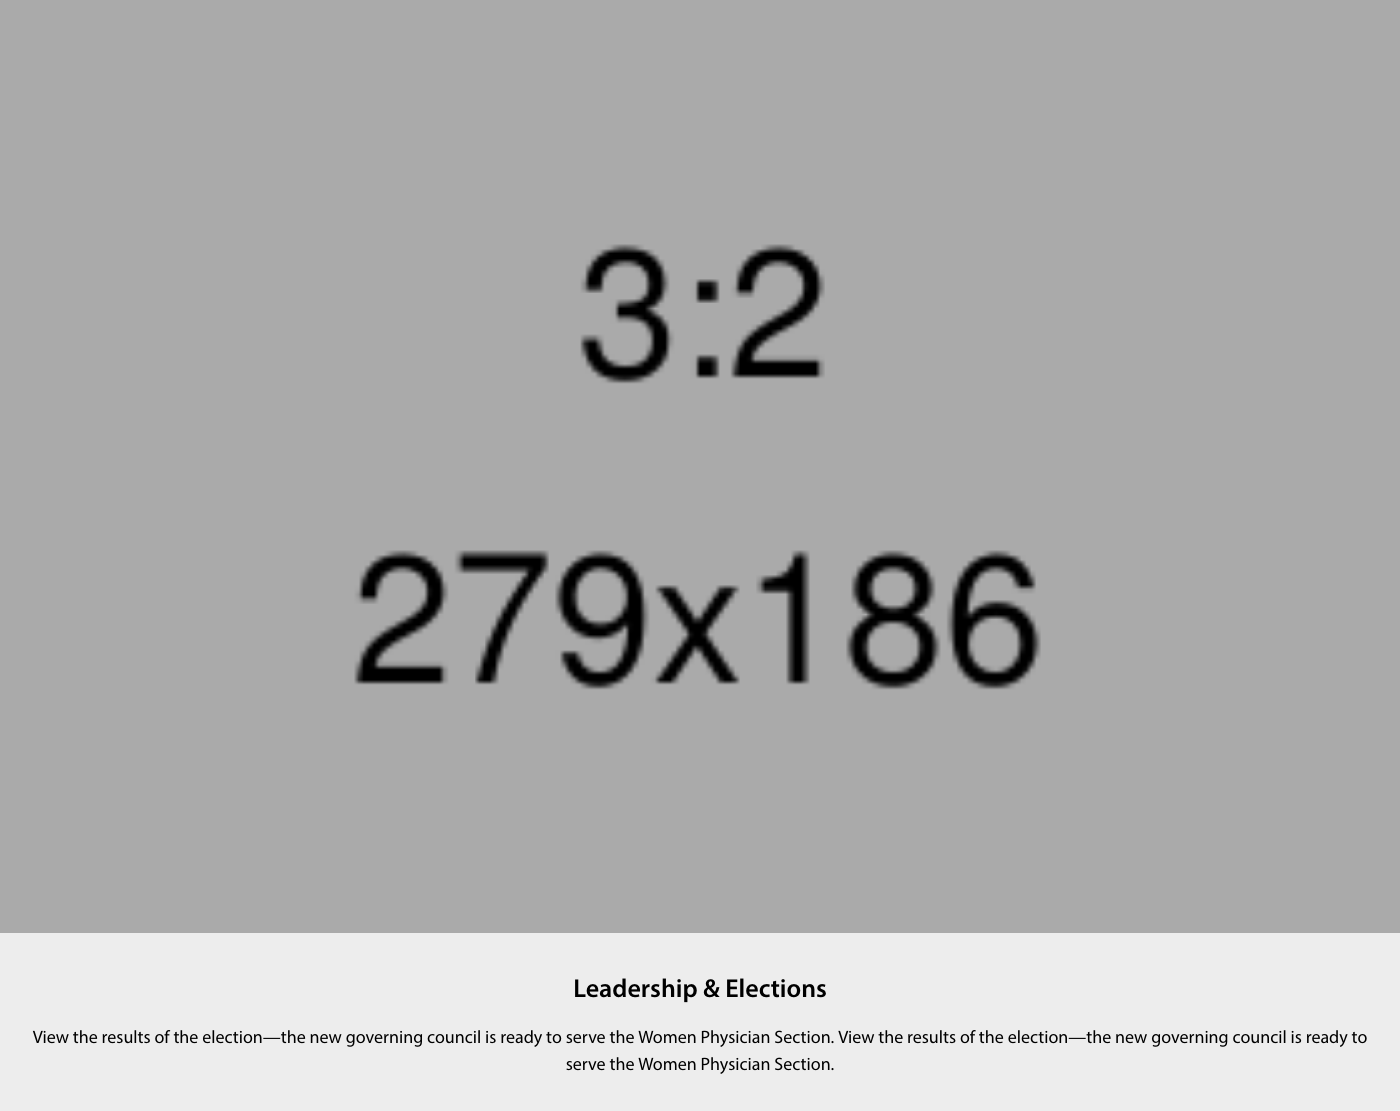 3:2
279x186
Leadership & Elections
View the results of the election—the new governing council is ready to serve the Women Physician Section. View the results of the election—the new governing council is ready to
serve the Women Physician Section.